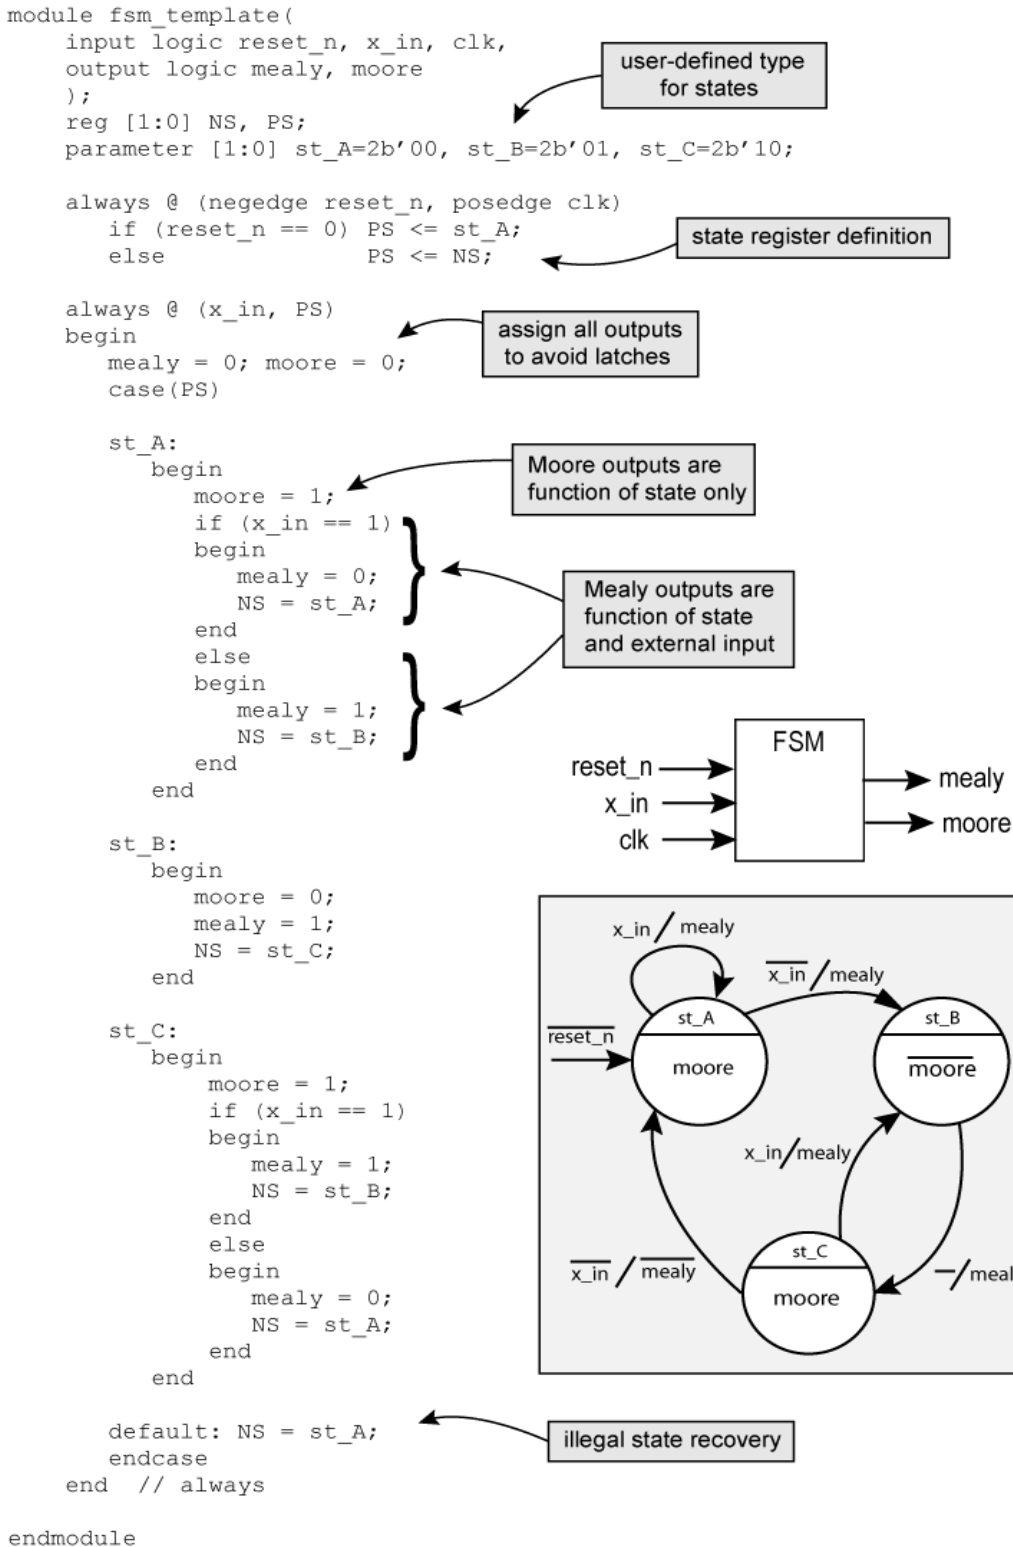 module fsm_template(
    input logic reset_n, x_in, clk,
    output logic mealy, moore
    );
    reg [1:0] NS, PS;
    parameter [1:0] st_A=2b'00, st_B=2b'01, st_C=2b'10;
user-defined type
for states
    always @ (negedge reset_n, posedge clk)
       if (reset_n == 0) PS <= st_A;
       else              PS <= NS;
state register definition
    always @ (x_in, PS)
    begin
       mealy = 0; moore = 0;
       case(PS)
assign all outputs
to avoid latches
       st_A:
          begin
             moore = 1;
             if (x_in == 1)
             begin
                mealy = 0;
                NS = st_A;
             end
             else
             begin
                mealy = 1;
                NS = st_B;
             end
          end
Moore outputs are
function of state only
Mealy outputs are
function of state
and external input
       st_B:
          begin
             moore = 0;
             mealy = 1;
             NS = st_C;
          end
       st_C:
          begin
              moore = 1;
              if (x_in == 1)
              begin
                 mealy = 1;
                 NS = st_B;
              end
              else
              begin
                 mealy = 0;
                 NS = st_A;
              end
          end
       default: NS = st_A;
       endcase
    end  // always
endmodule
illegal state recovery
FSM
reset_n
x_in
clk
mealy
moore
x_in/mealy
x_in/mealy
reset_n
st_A
moore
st_B
moore
x_in/mealy
x_in/mealy
st_C
moore
–/meal